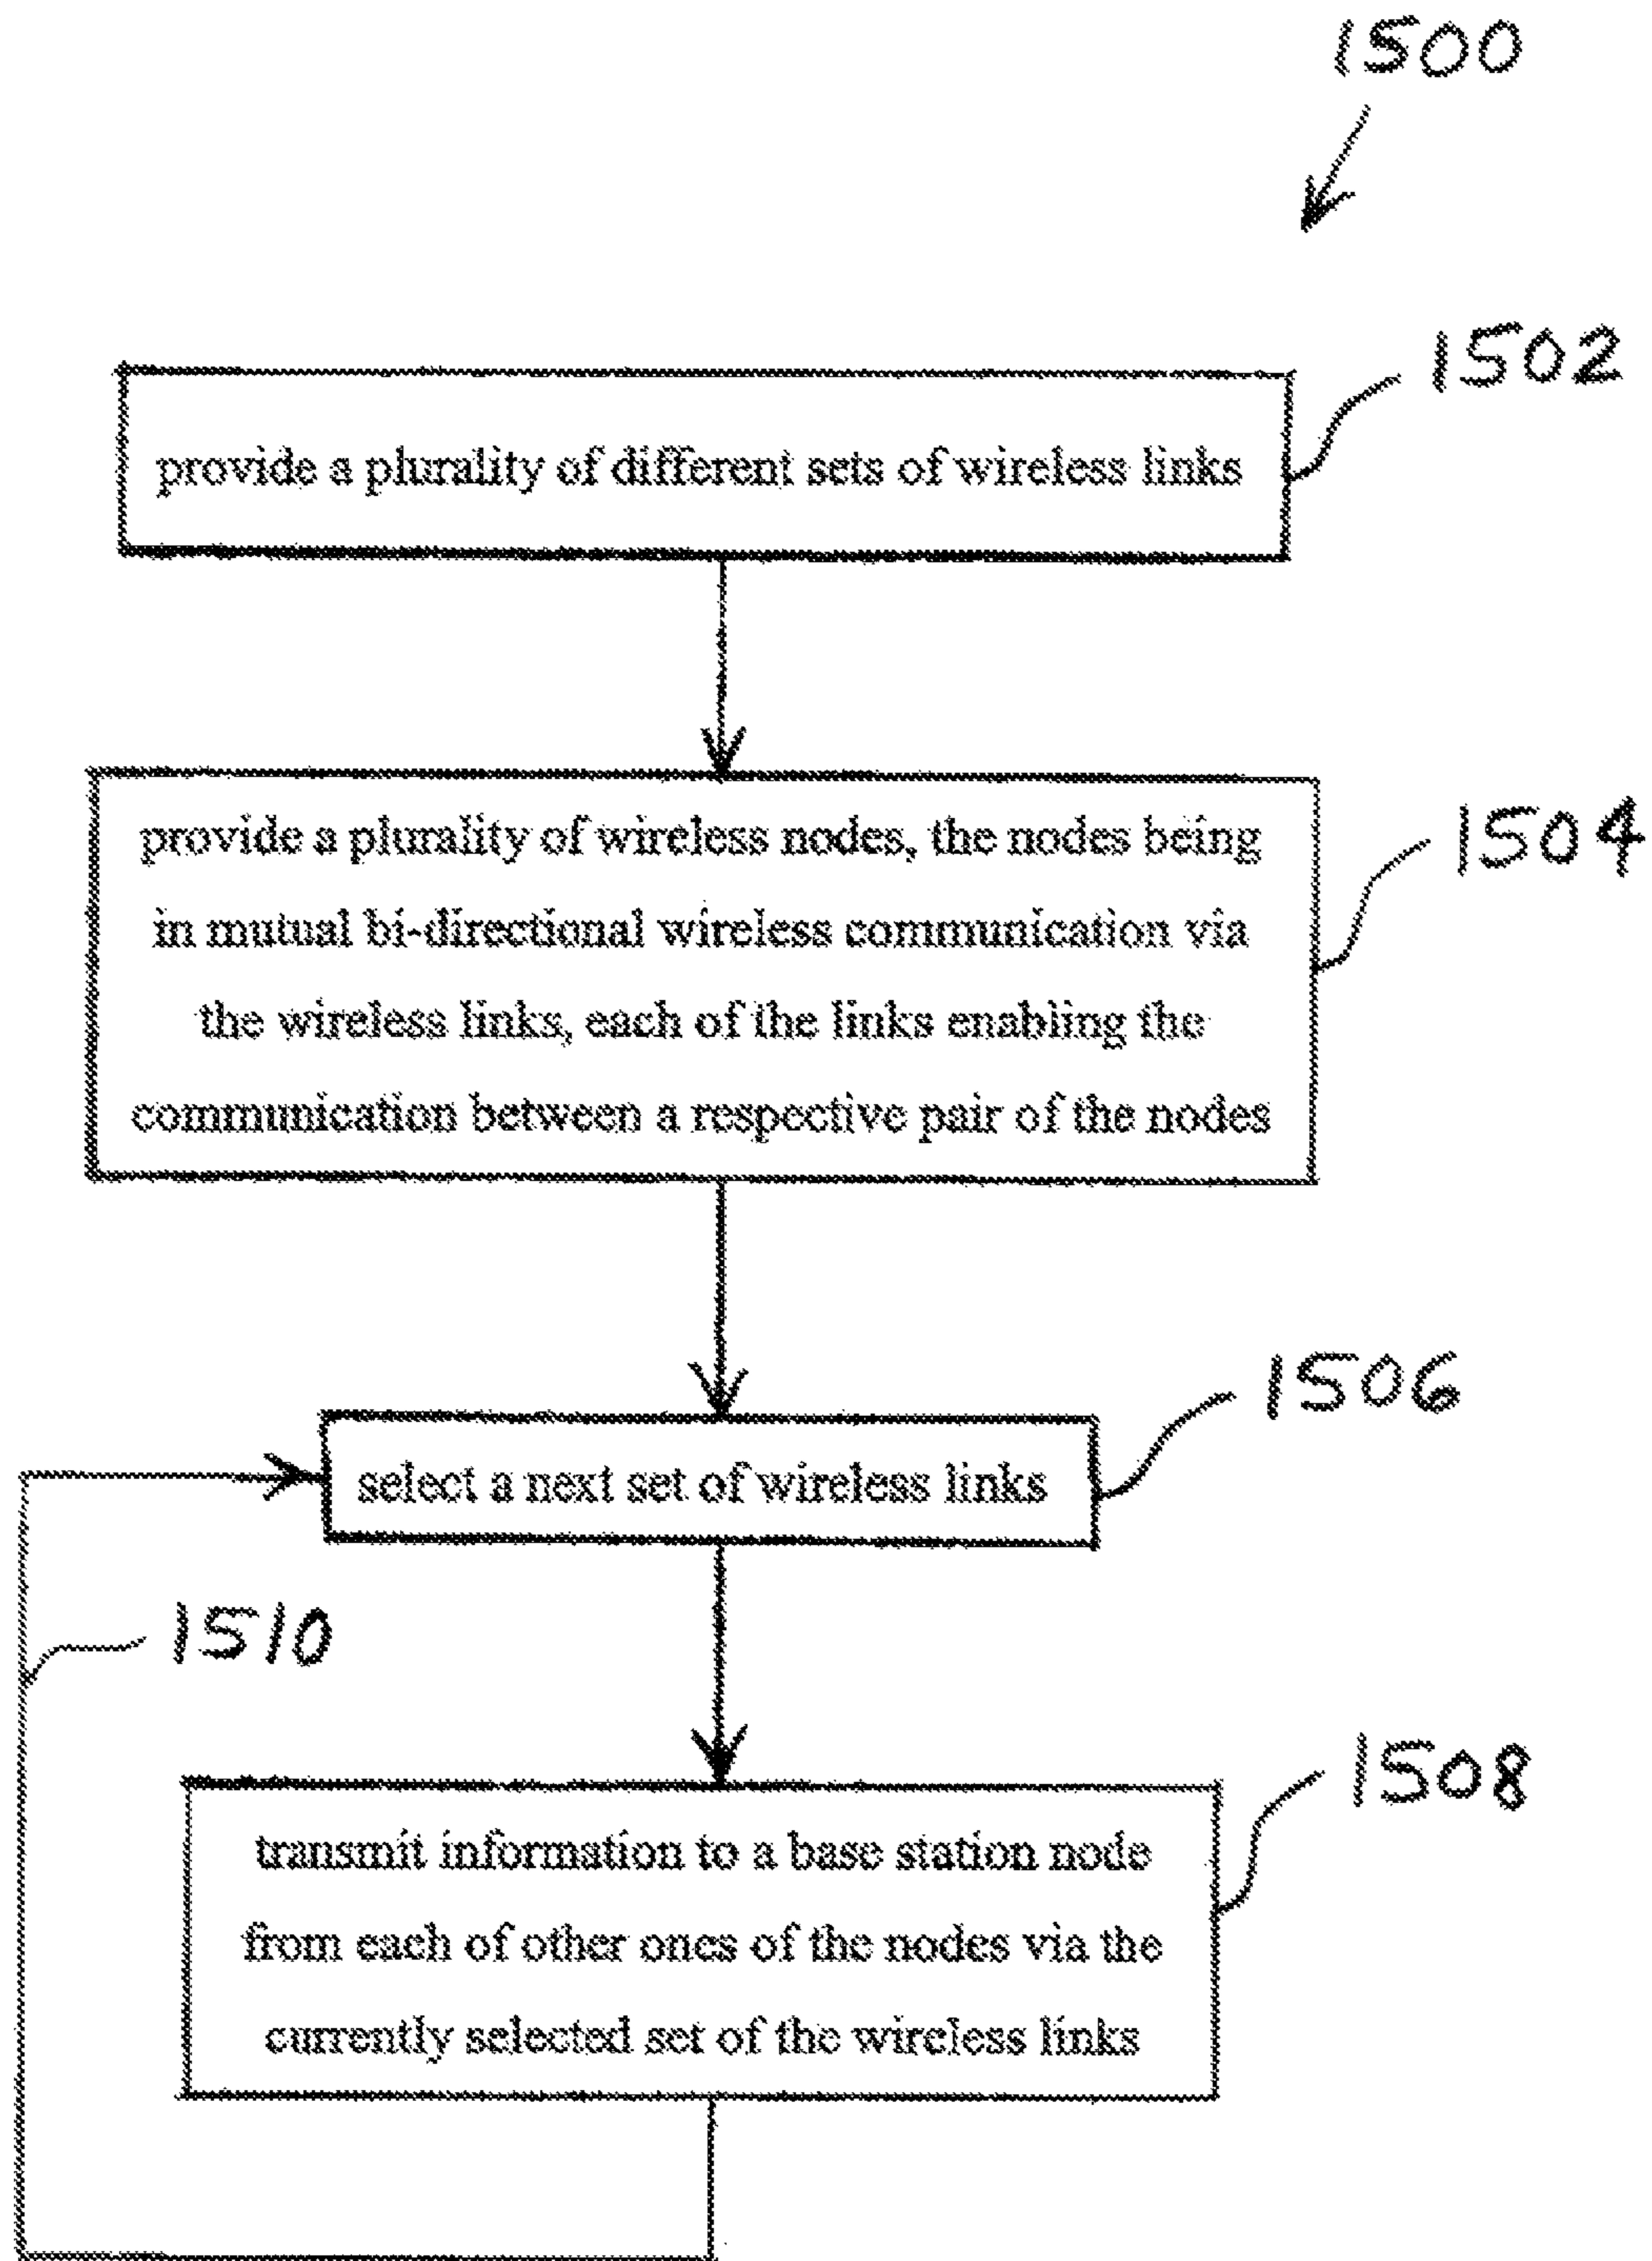 1500
1502
provide a plurality of different sets of wireless links
provide a plurality of wireless nodes, the nodes being
1504
in mutual bi-directional wireless communication via
the wireless links, each of the links enabling the
communication between a respective pair of the nodes
1506
select a next set of wireless links
1510
1508
transmit information to a base station node
from each of other ones of the nodes via the
currently selected set of the wireless links